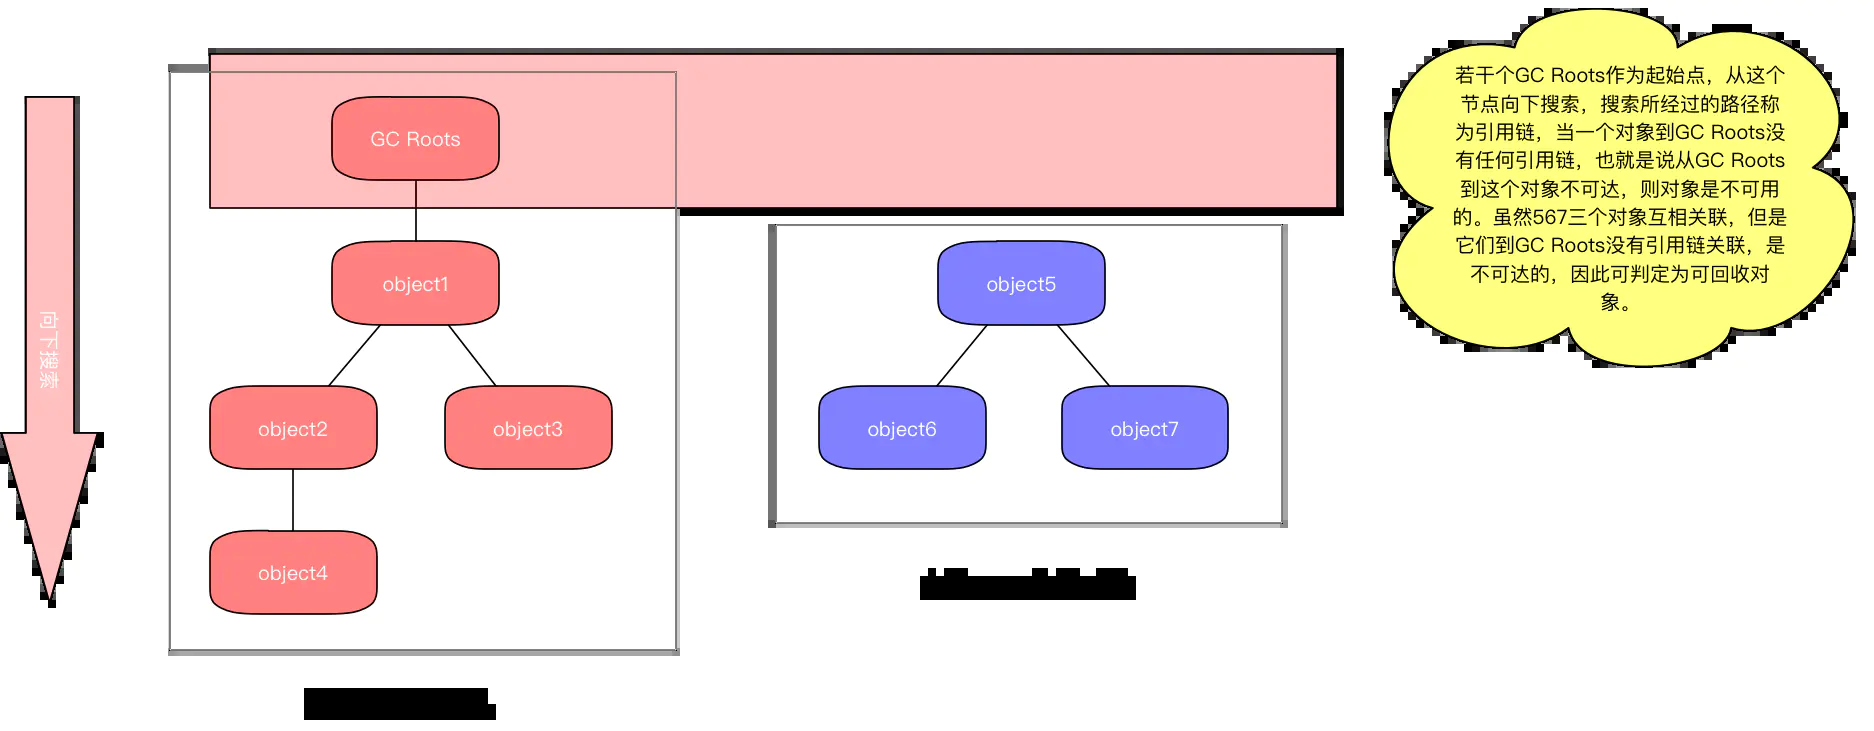 GC Roots
object1
object2
object3
object4
object5
object6
object7
向下搜索
若干个GC Roots作为起始点，从这个
节点向下搜索，搜索所经过的路径称
为引用链，当一个对象到GC Roots没
有任何引用链，也就是说从GC Roots
到这个对象不可达，则对象是不可用
的。虽然567三个对象互相关联，但是
它们到GC Roots没有引用链关联，是
不可达的，因此可判定为可回收对
象。